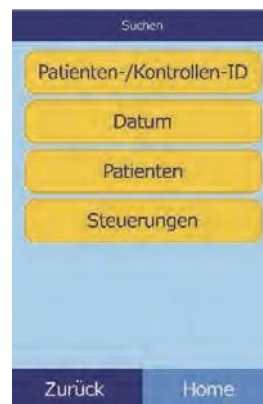 Suchen
Patienten-/Kontrollen-ID
Datum
Patienten
Steuerungen
Zurück
Home